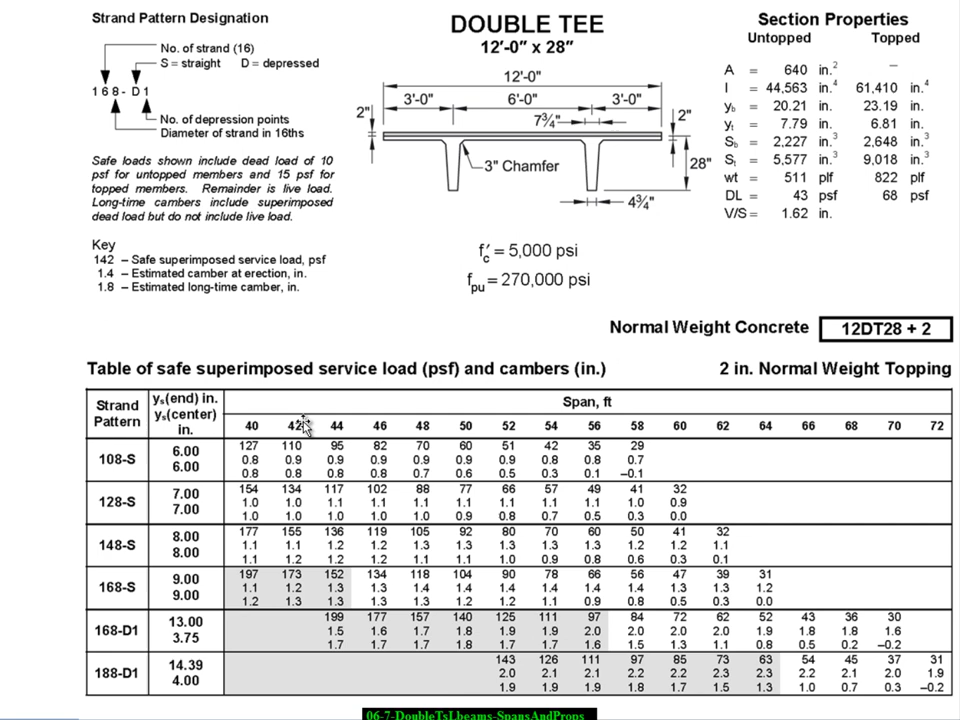 Strand Pattern Designation
No. of strand (16)
S = straight D = depressed
168-D1
No. of depression points
Diameter of strand in 16ths
Safe loads shown include dead load of 10
psf for untopped members and 15 psf for
topped members. Remainder is live load.
Long-time cambers include superimposed
dead load but do not include live load.
Key
142 – Safe superimposed service load, psf
1.4 – Estimated camber at erection, in.
1.8 – Estimated long-time camber, in.
DOUBLE TEE
12′-0″ x 28″
12'-0"
3'-0" 6'-0" 3'-0"
2" 7¾" 2"
3" Chamfer 28"
4¾"
f′c = 5,000 psi
fpu = 270,000 psi
Section Properties
Untopped Topped
A = 640 in.² –
I = 44,563 in.⁴ 61,410 in.⁴
yb = 20.21 in. 23.19 in.
yt = 7.79 in. 6.81 in.
Sb = 2,227 in.³ 2,648 in.³
St = 5,577 in.³ 9,018 in.³
wt = 511 plf 822 plf
DL = 43 psf 68 psf
V/S = 1.62 in.
Normal Weight Concrete 12DT28 + 2
Table of safe superimposed service load (psf) and cambers (in.) 2 in. Normal Weight Topping
Strand Pattern
ys(end) in. ys(center) in.
Span, ft
40 42 44 46 48 50 52 54 56 58 60 62 64 66 68 70 72
108-S
6.00
6.00
127 110 95 82 70 60 51 42 35 29
0.8 0.9 0.9 0.9 0.9 0.9 0.9 0.8 0.8 0.7
0.8 0.8 0.8 0.8 0.7 0.6 0.5 0.3 0.1 –0.1
128-S
7.00
7.00
154 134 117 102 88 77 66 57 49 41 32
1.0 1.0 1.1 1.1 1.1 1.1 1.1 1.1 1.1 1.0 0.9
1.0 1.0 1.0 1.0 1.0 0.9 0.8 0.7 0.5 0.3 0.0
148-S
8.00
8.00
177 155 136 119 105 92 80 70 60 50 41 32
1.1 1.1 1.2 1.2 1.3 1.3 1.3 1.3 1.3 1.2 1.2 1.1
1.1 1.2 1.2 1.2 1.1 1.1 1.0 0.9 0.8 0.6 0.3 0.1
168-S
9.00
9.00
197 173 152 134 118 104 90 78 66 56 47 39 31
1.1 1.2 1.3 1.3 1.4 1.4 1.4 1.4 1.4 1.4 1.3 1.3 1.2
1.2 1.3 1.3 1.3 1.3 1.2 1.2 1.1 0.9 0.8 0.5 0.3 0.0
168-D1
13.00
3.75
199 177 157 140 125 111 97 84 72 62 52 43 36 30
1.5 1.6 1.7 1.8 1.9 1.9 2.0 2.0 2.0 2.0 1.9 1.8 1.8 1.6
1.7 1.7 1.7 1.8 1.7 1.7 1.6 1.5 1.3 1.1 0.8 0.5 0.2 –0.2
188-D1
14.39
4.00
143 126 111 97 85 73 63 54 45 37 31
2.0 2.1 2.1 2.2 2.2 2.3 2.3 2.2 2.1 2.0 1.9
1.9 1.9 1.9 1.8 1.7 1.5 1.3 1.0 0.7 0.3 –0.2
06-7-DoubleTsLbeams-SpansAndProps